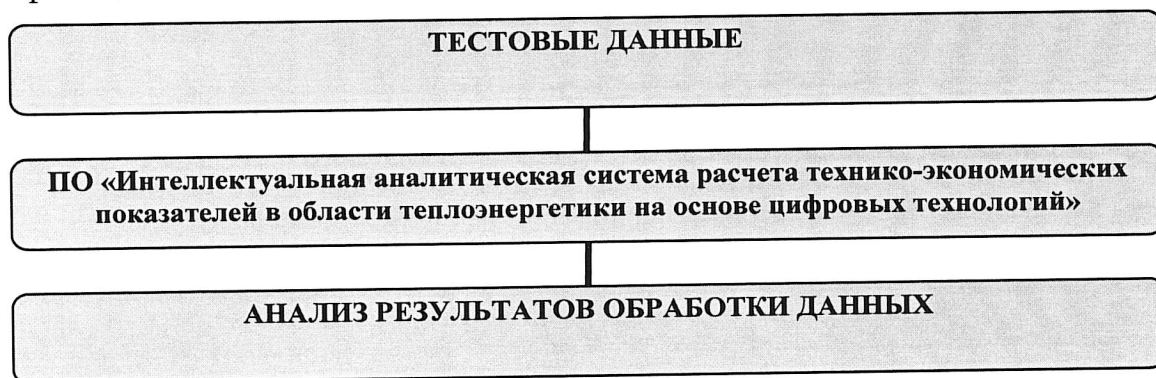 ТЕСТОВЫЕ ДАННЫЕ
ПО «Интеллектуальная аналитическая система расчета технико-экономических
показателей в области теплоэнергетики на основе цифровых технологий»
АНАЛИЗ РЕЗУЛЬТАТОВ ОБРАБОТКИ ДАННЫХ